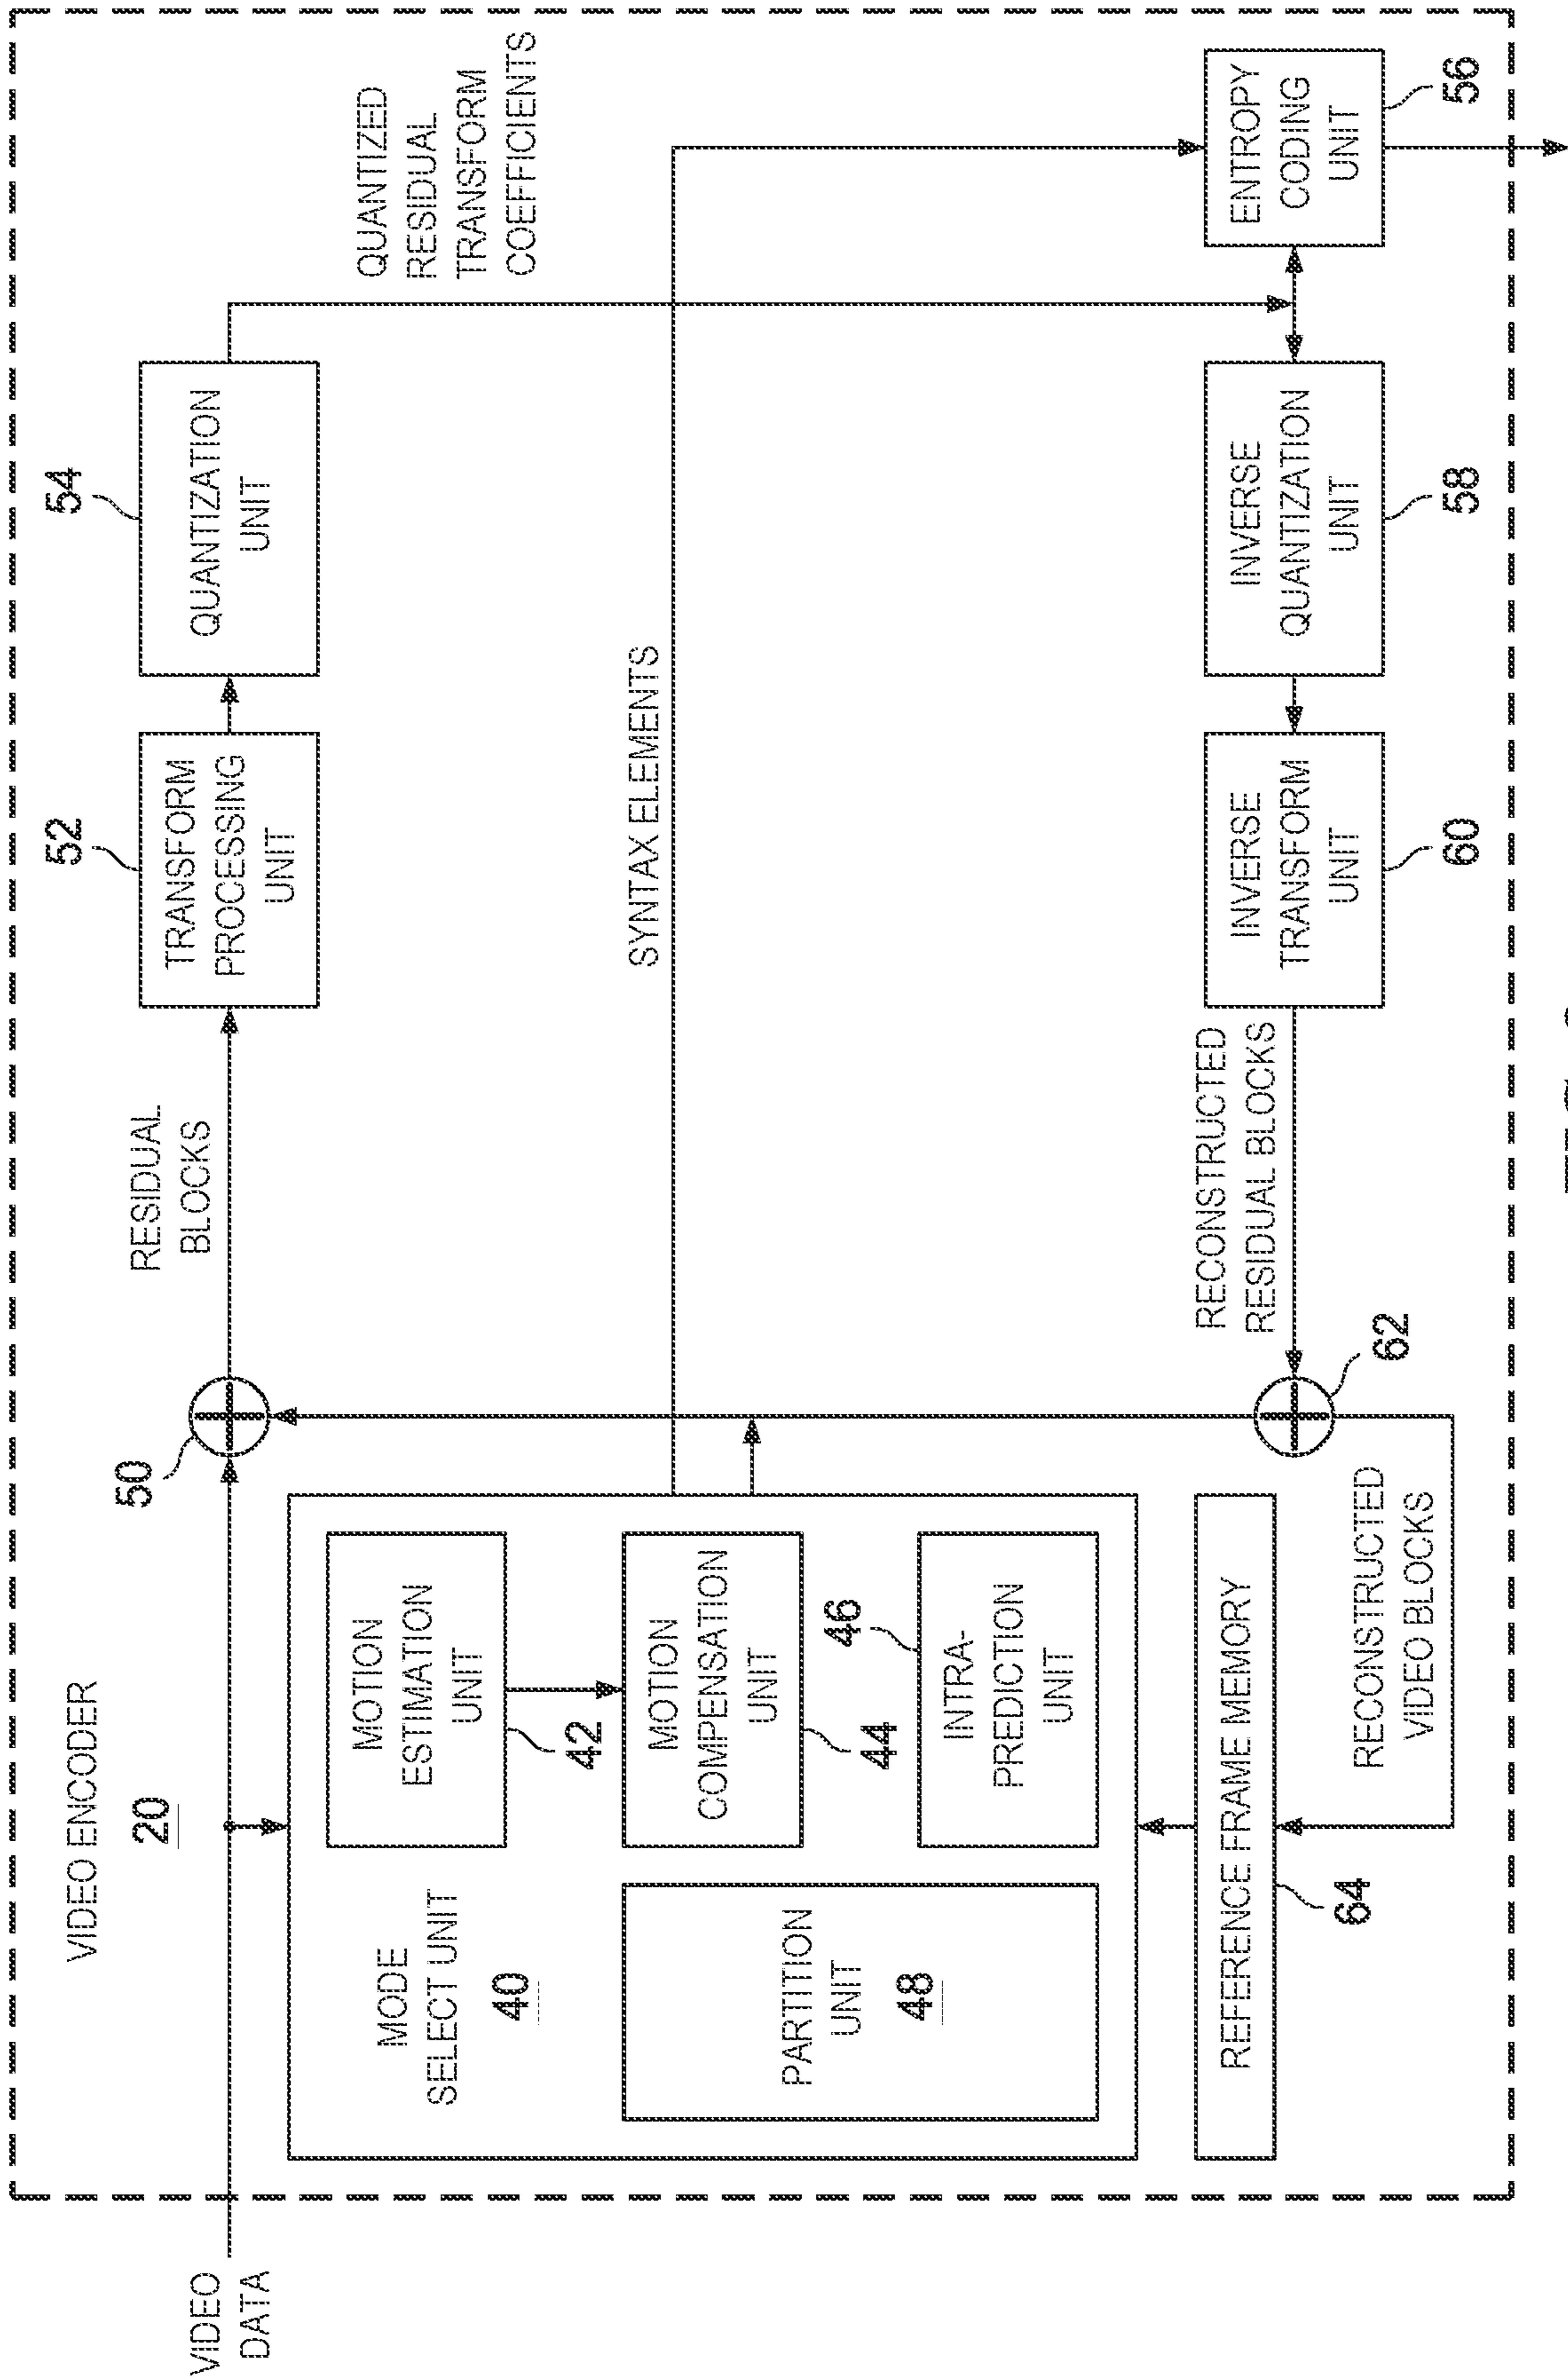 VIDEO ENCODER
20
VIDEO
DATA
50
RESIDUAL
BLOCKS
52
TRANSFORM
PROCESSING
UNIT
54
QUANTIZATION
UNIT
QUANTIZED
RESIDUAL
TRANSFORM
COEFFICIENTS
MODE
SELECT UNIT
40
MOTION
ESTIMATION
UNIT
42
MOTION
COMPENSATION
UNIT
44
46
INTRA-
PREDICTION
UNIT
PARTITION
UNIT
48
SYNTAX ELEMENTS
REFERENCE FRAME MEMORY
64
RECONSTRUCTED
VIDEO BLOCKS
62
RECONSTRUCTED
RESIDUAL BLOCKS
INVERSE
TRANSFORM
UNIT
60
INVERSE
QUANTIZATION
UNIT
58
ENTROPY
CODING
UNIT
56